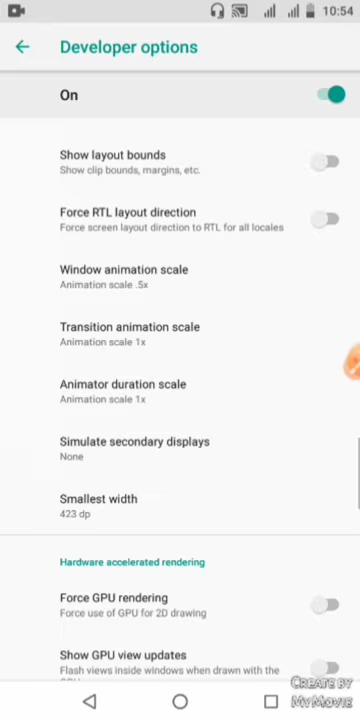 10:54
Developer options
On
Show layout bounds
Show clip bounds, margins, etc.
Force RTL layout direction
Force screen layout direction to RTL for all locales
Window animation scale
Animation scale .5x
Transition animation scale
Animation scale 1x
Animator duration scale
Animation scale 1x
Simulate secondary displays
None
Smallest width
423 dp
Hardware accelerated rendering
Force GPU rendering
Force use of GPU for 2D drawing
Show GPU view updates
Flash views inside windows when drawn with the
CREATE BY
MYMOVIE